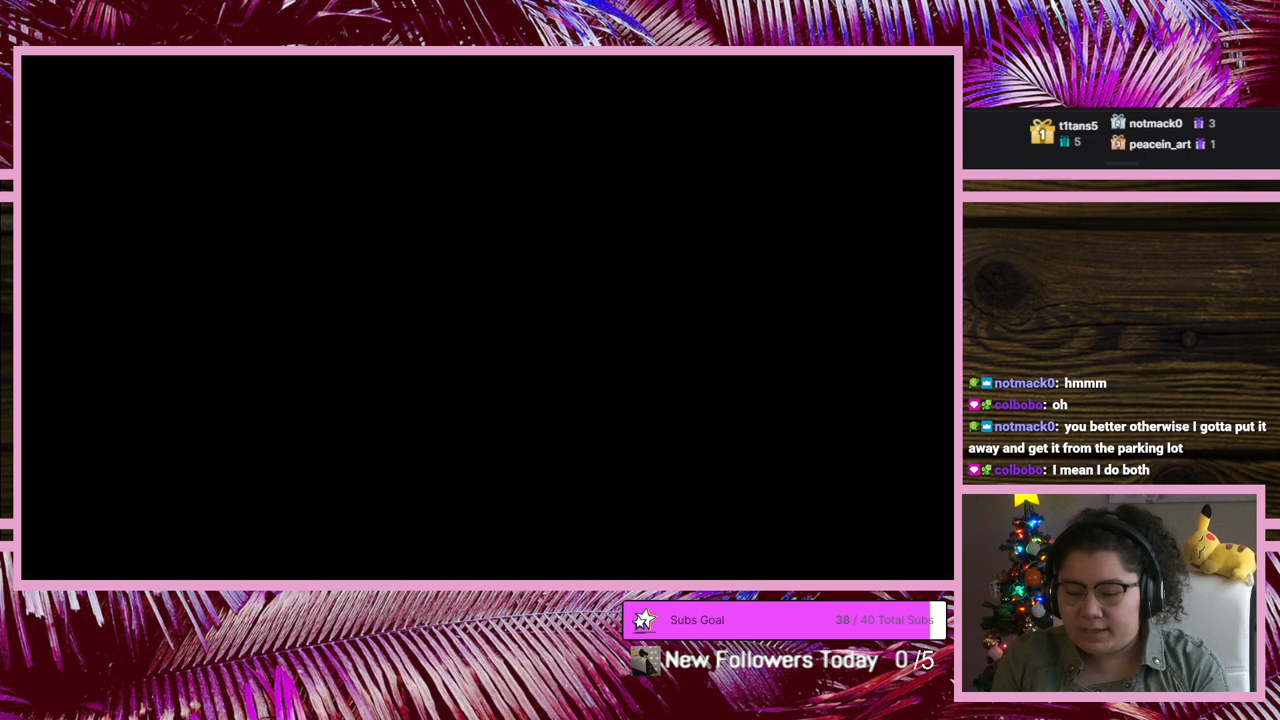 t1tans5
5
notmack0 3
peacein_art 1
notmack0: hmmm
colbobo: oh
notmack0: you better otherwise I gotta put it
away and get it from the parking lot
colbobo: I mean I do both
Subs Goal 38 / 40 Total Subs
New Followers Today 0 /5